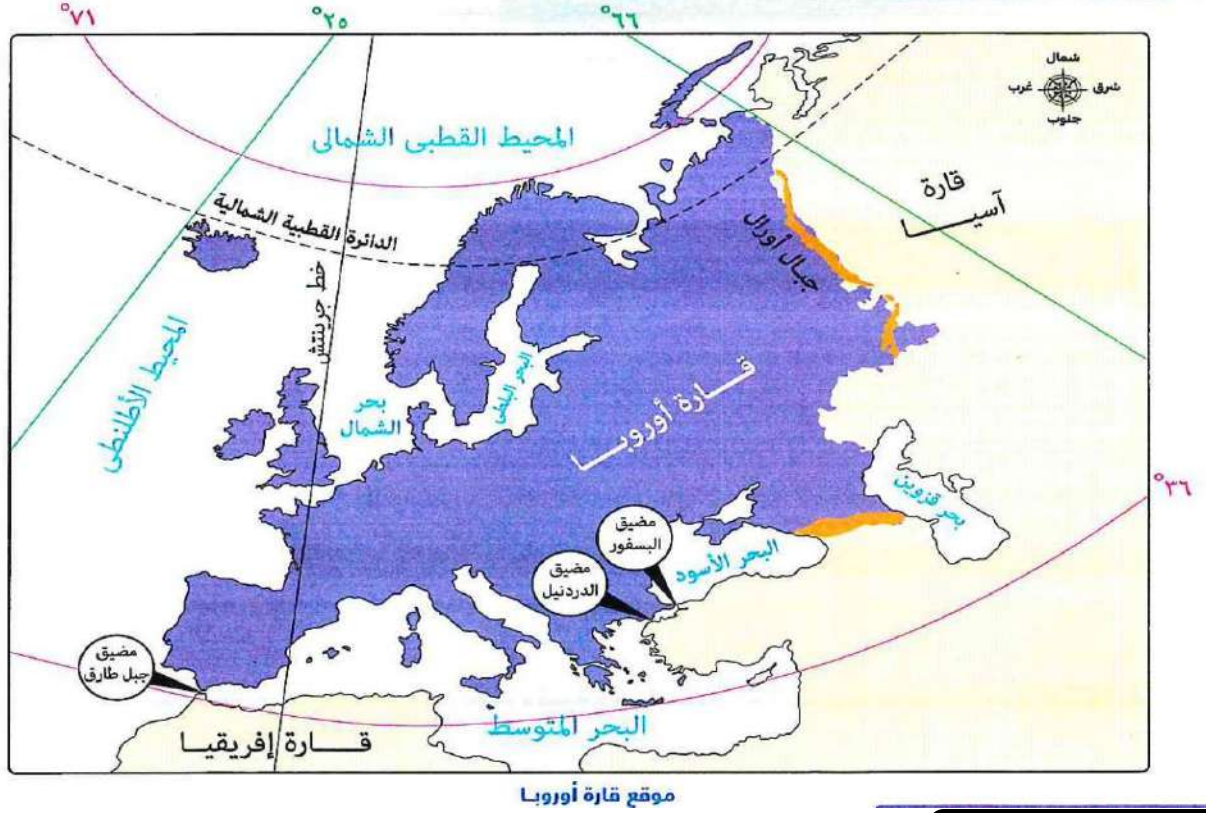 °٧١
°٢٥
°٦٦
شمال
شرق
غرب
جلوب
المحيط القطبى الشمالى
قارة
آسيـــا
الدائرة القطبية الشمالية
جبال أورال
خط جرينتش
المحيط الأطلنطى
البحر البلطى
قـــارة أوروبـــا
بحر
الشمال
°٣٦
بحر قزوين
مضيق
البسفور
البحر الأسود
مضيق
الدردنيل
مضيق
جبل طارق
البحر المتوسط
قـــارة إفريقيـا
موقع قارة أوروبـا